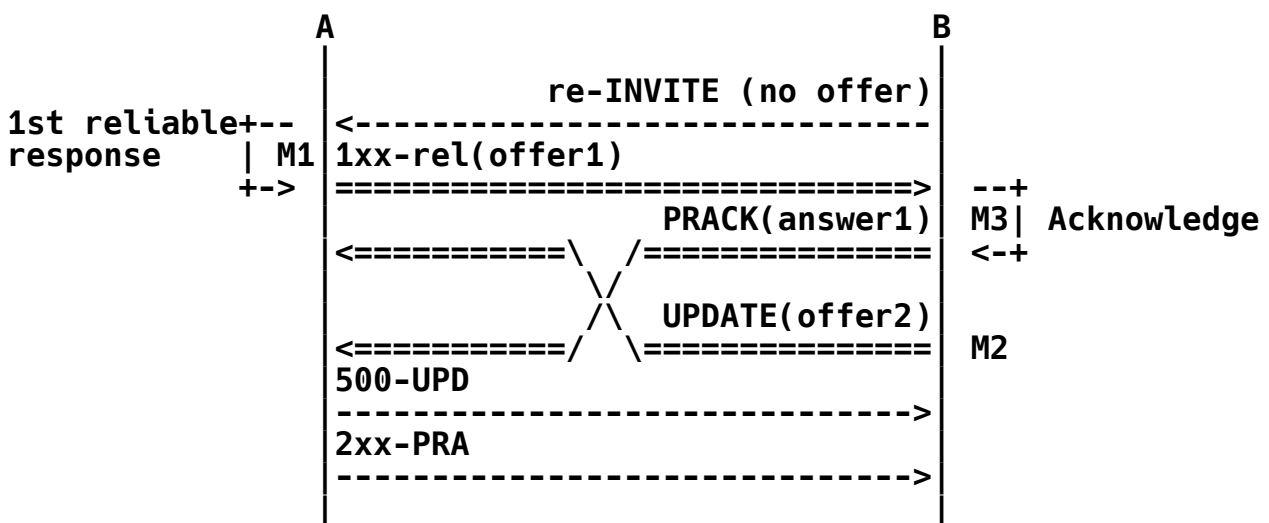 A B
re-INVITE (no offer)
1st reliable+-- <----------------------------
response | M1 1xx-rel(offer1)
+-> ============================> --+
PRACK(answer1) M3| Acknowledge
<===========\ /============== <-+
\/
/\ UPDATE(offer2)
<===========/ \============== M2
500-UPD
---------------------------->
2xx-PRA
---------------------------->